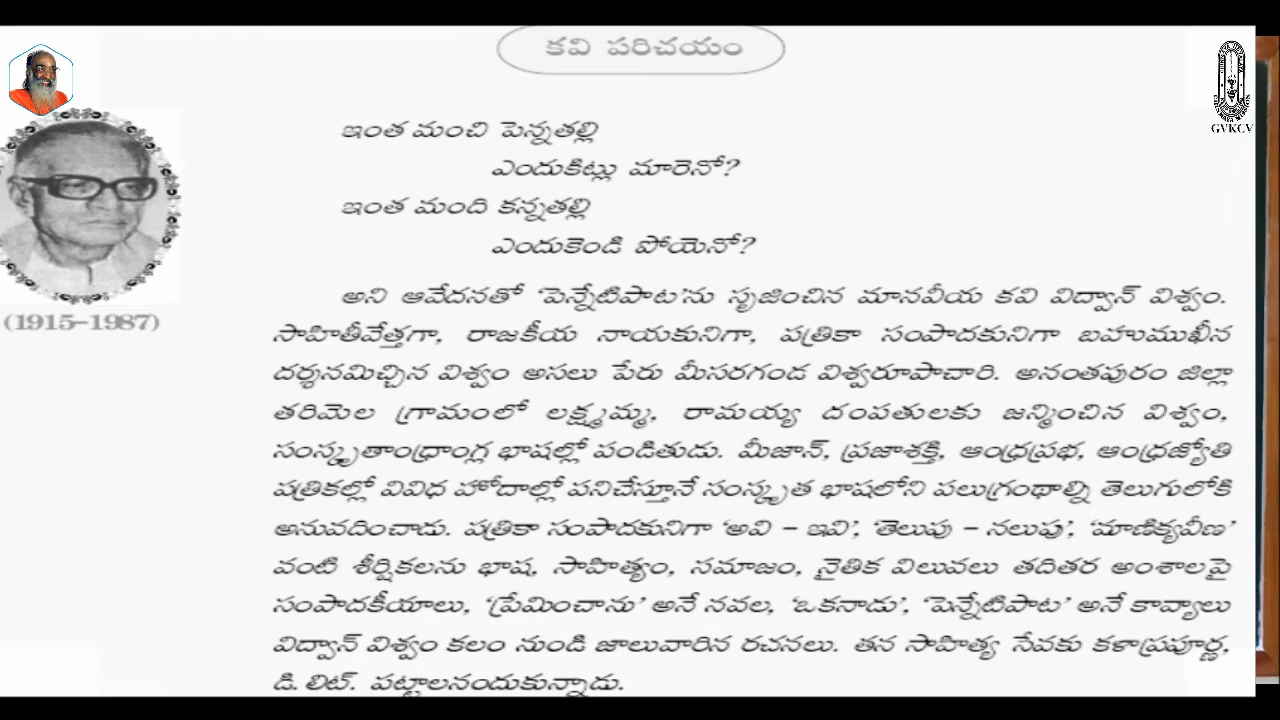 కవి పరిచయం
GVKCV
ఇంత మంచి పెన్నతల్లి
ఎందుకిట్లు మారెనో?
ఇంత మంది కన్నతల్లి
ఎందుకెండి పోయెనో?
అని ఆవేదనతో ‘పెన్నేటిపాట’ను సృజించిన మానవీయ కవి విద్వాన్ విశ్వం.
(1915–1987)
సాహితీవేత్తగా, రాజకీయ నాయకునిగా, పత్రికా సంపాదకునిగా బహుముఖీన
దర్శనమిచ్చిన విశ్వం అసలు పేరు మీసరగండ విశ్వరూపాచారి. అనంతపురం జిల్లా
తరిమెల గ్రామంలో లక్ష్మమ్మ, రామయ్య దంపతులకు జన్మించిన విశ్వం,
సంస్కృతాంధ్రాంగ్ల భాషల్లో పండితుడు. మీజాన్, ప్రజాశక్తి, ఆంధ్రప్రభ, ఆంధ్రజ్యోతి
పత్రికల్లో వివిధ హోదాల్లో పనిచేస్తూనే సంస్కృత భాషలోని పలుగ్రంథాల్ని తెలుగులోకి
అనువదించాడు. పత్రికా సంపాదకునిగా ‘అవి – ఇవి’, ‘తెలుపు – నలుపు’, ‘మాణిక్యవీణ’
వంటి శీర్షికలను భాష, సాహిత్యం, సమాజం, నైతిక విలువలు తదితర అంశాలపై
సంపాదకీయాలు, ‘ప్రేమించాను’ అనే నవల, ‘ఒకనాడు’, ‘పెన్నేటిపాట’ అనే కావ్యాలు
విద్వాన్ విశ్వం కలం నుండి జాలువారిన రచనలు. తన సాహిత్య సేవకు కళాప్రపూర్ణ,
డి. లిట్. పట్టాలనందుకున్నాడు.